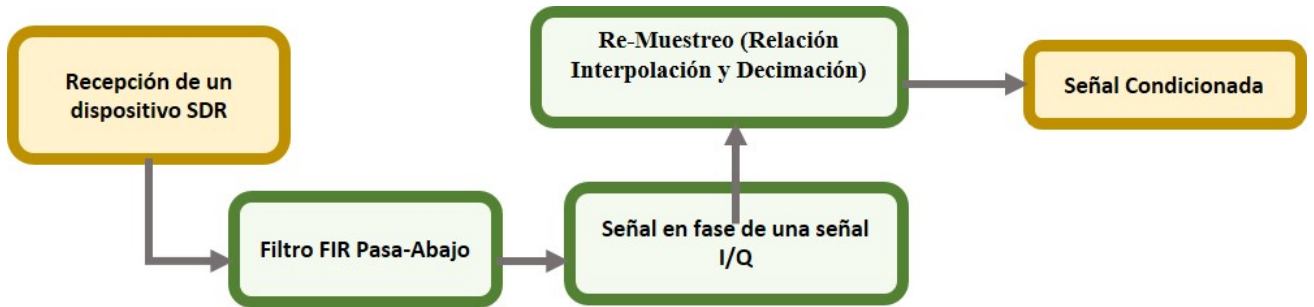 Recepción de un
dispositivo SDR
Filtro FIR Pasa-Abajo
Señal en fase de una señal
I/Q
Re-Muestreo (Relación
Interpolación y Decimación)
Señal Condicionada